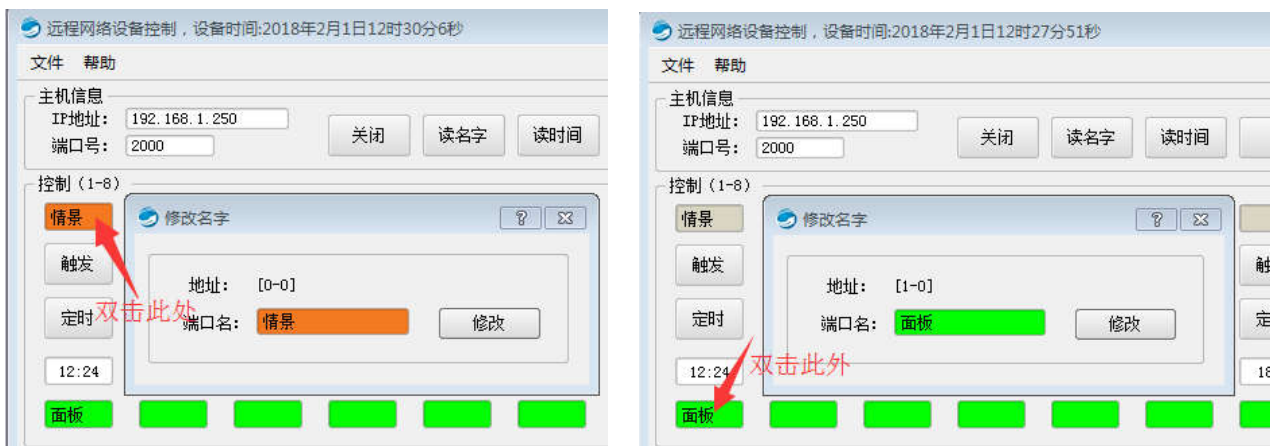 远程网络设备控制，设备时间:2018年2月1日12时30分6秒
文件 帮助
主机信息
IP地址: 192.168.1.250
端口号: 2000
关闭 读名字 读时间
控制 (1-8)
情景
修改名字
触发
地址: [0-0]
双击此处
定时
端口名: 情景 修改
12:24
面板
远程网络设备控制，设备时间:2018年2月1日12时27分51秒
文件 帮助
主机信息
IP地址: 192.168.1.250
端口号: 2000
关闭 读名字 读时间
控制 (1-8)
情景
修改名字
触发
地址: [1-0]
定时
端口名: 面板 修改
12:24
双击此外
18
面板